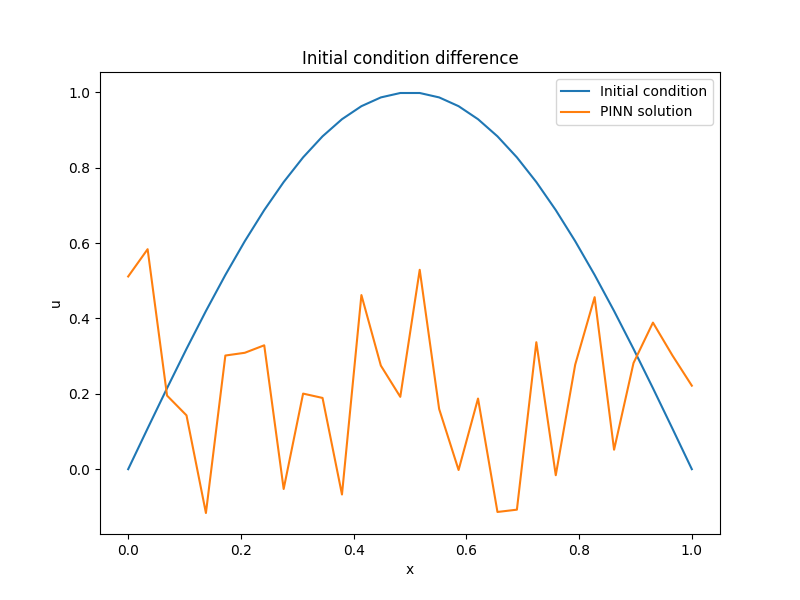 Initial condition difference
Initial condition
PINN solution
1.0
0.8
0.6
0.4
0.2
0.0
u
0.0 0.2 0.4 0.6 0.8 1.0
x